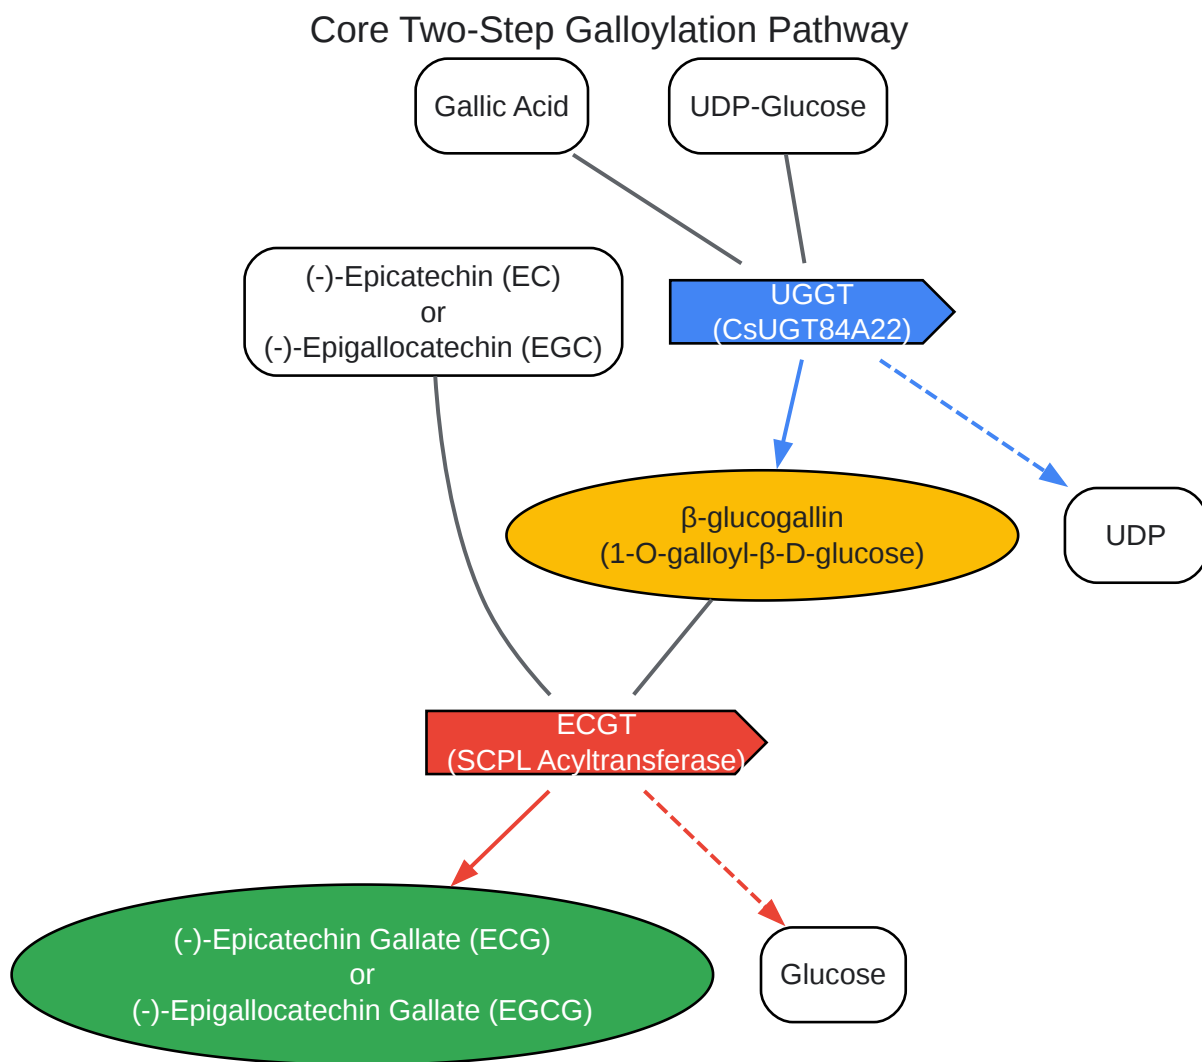 Core Two-Step Galloylation Pathway
Gallic Acid
UDP-Glucose
(-)-Epicatechin (EC)
or
(-)-Epigallocatechin (EGC)
UGGT
(CsUGT84A22)
β-glucogallin
(1-O-galloyl-β-D-glucose)
UDP
ECGT
(SCPL Acyltransferase)
(-)-Epicatechin Gallate (ECG)
or
(-)-Epigallocatechin Gallate (EGCG)
Glucose